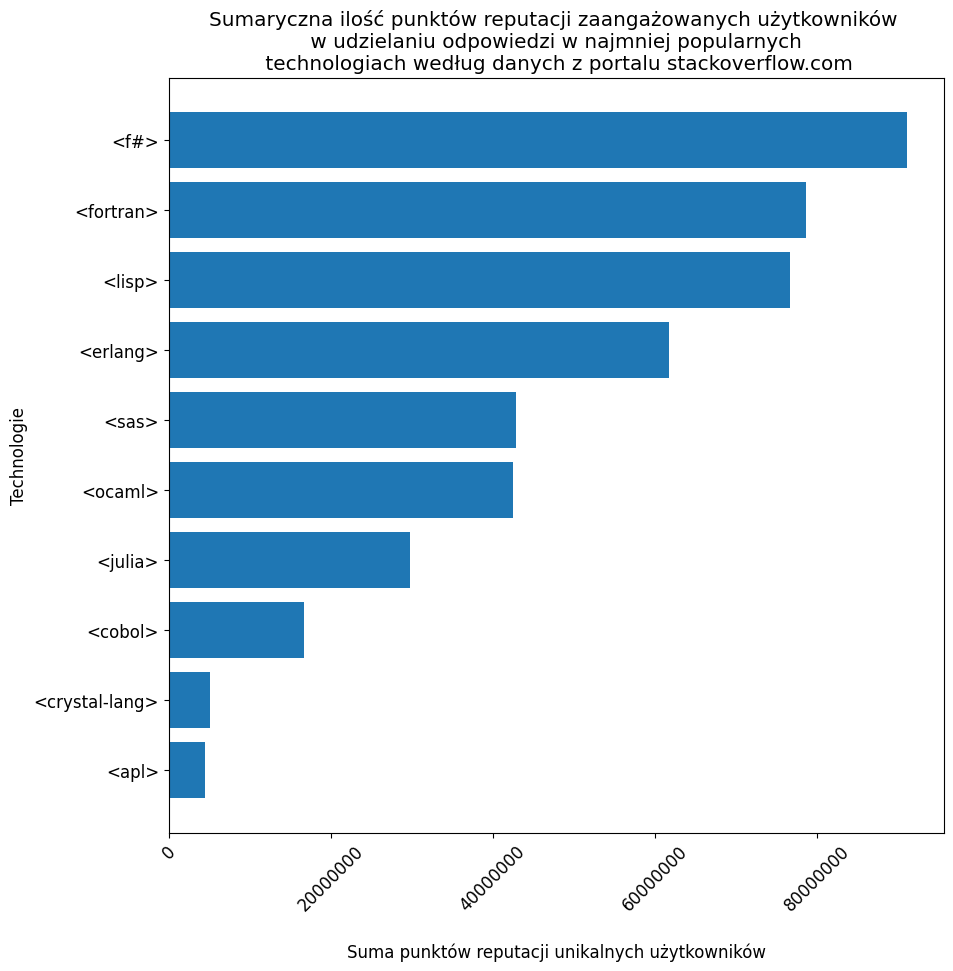 Sumaryczna ilość punktów reputacji zaangażowanych użytkowników
w udzielaniu odpowiedzi w najmniej popularnych
technologiach według danych z portalu stackoverflow.com
Technologie
<f#>
<fortran>
<lisp>
<erlang>
<sas>
<ocaml>
<julia>
<cobol>
<crystal-lang>
<apl>
0
20000000
40000000
60000000
80000000
Suma punktów reputacji unikalnych użytkowników